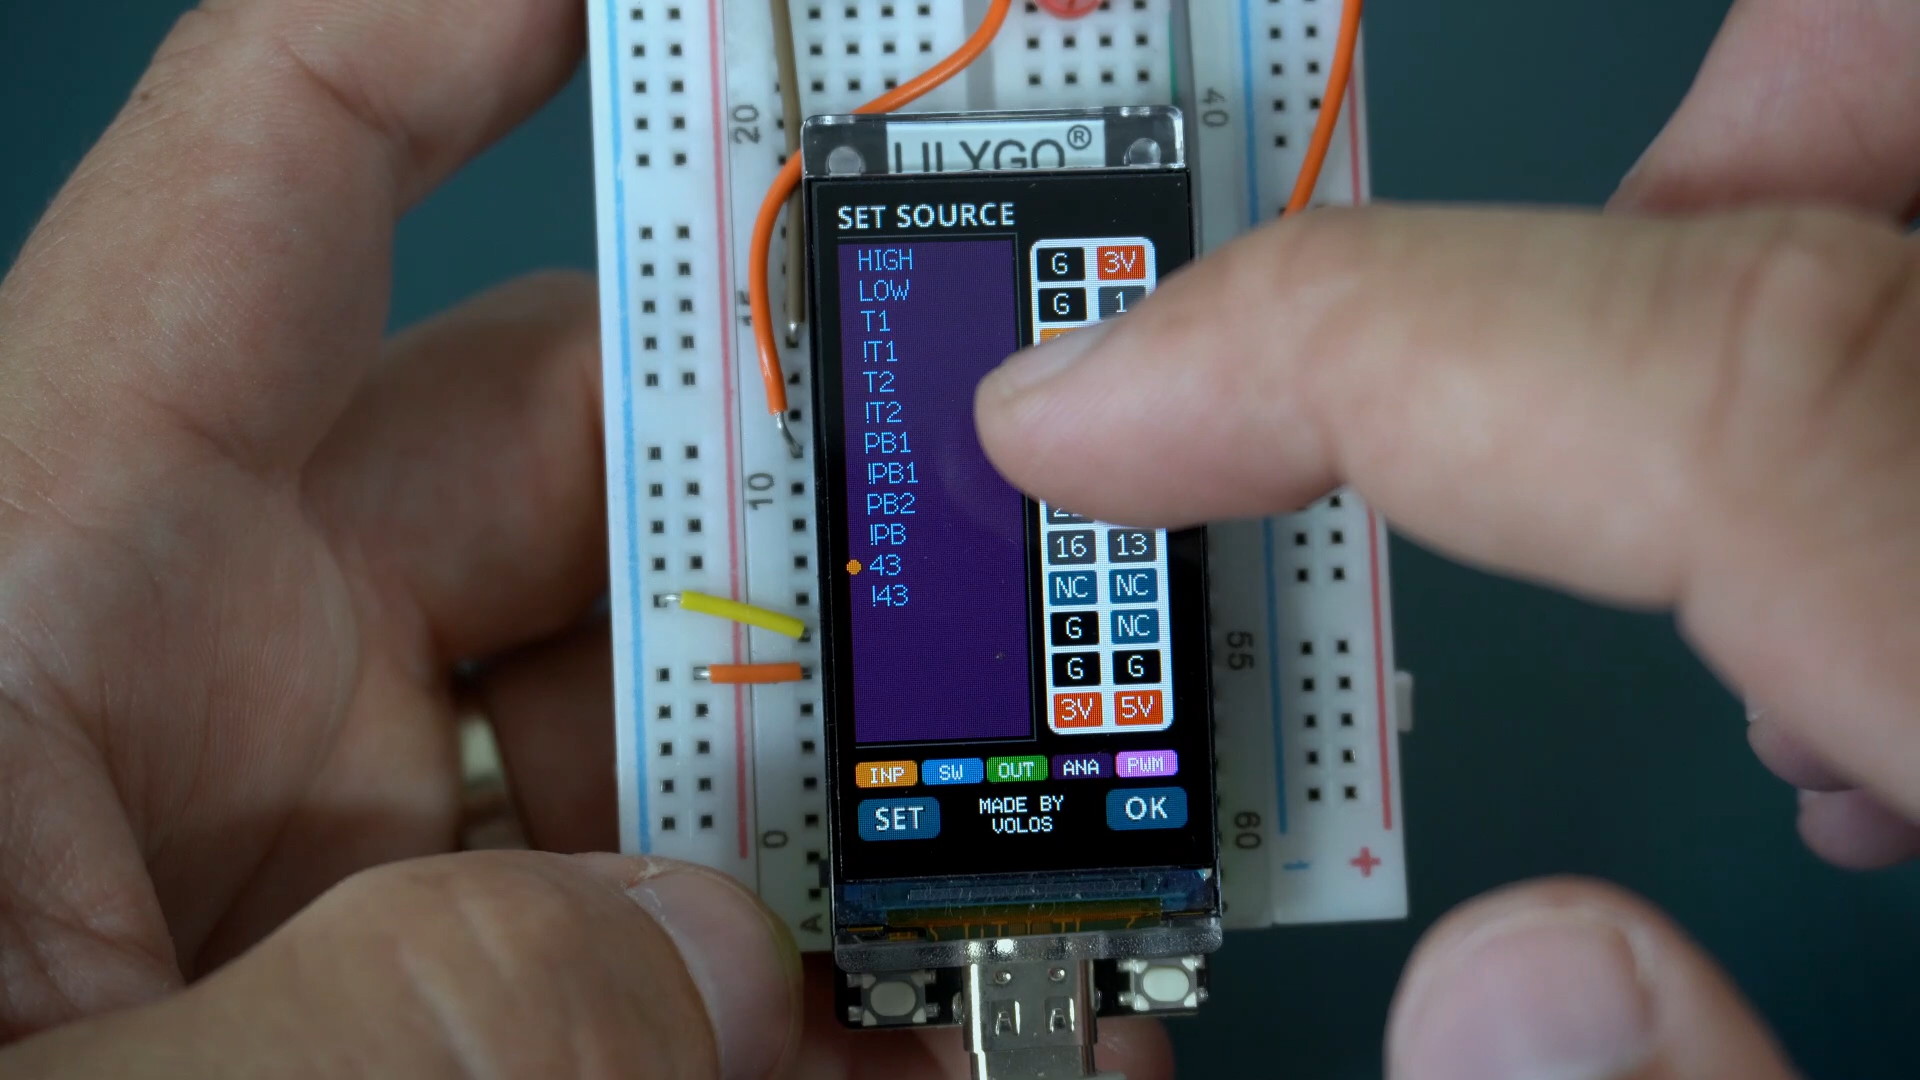 20
40
LILYGO®
SET SOURCE
HIGH
LOW
T1
!T1
T2
!T2
PB1
!PB1
PB2
!PB
43
!43
G 3V
G 1
16 13
NC NC
G NC
G G
3V 5V
INP SW OUT ANA PWM
SET
MADE BY
VOLOS
OK
15
10
0
A
55
60
- +